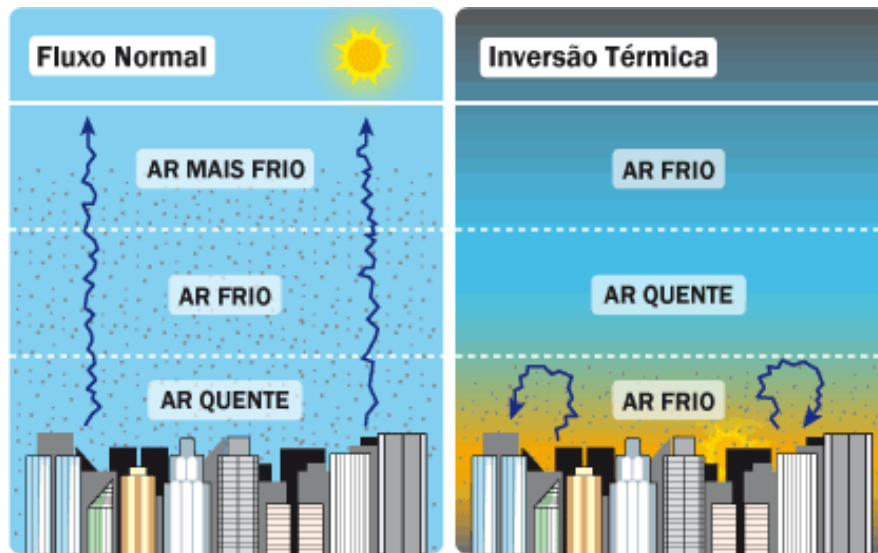 Fluxo Normal
AR MAIS FRIO
AR FRIO
AR QUENTE
Inversão Térmica
AR FRIO
AR QUENTE
AR FRIO